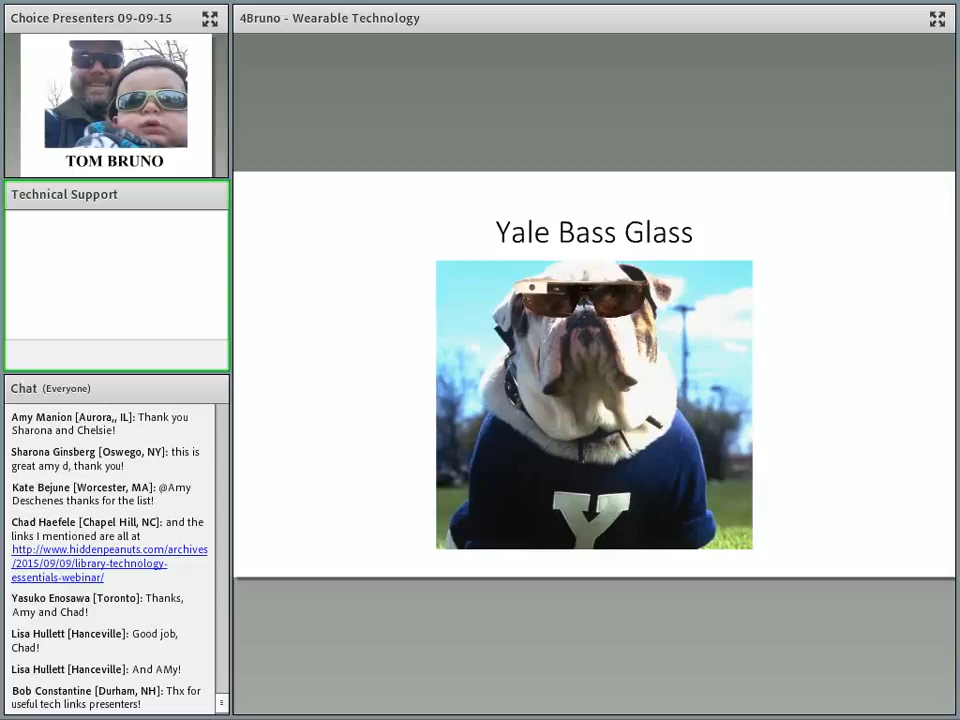 Choice Presenters 09-09-15
TOM BRUNO
Technical Support
Chat (Everyone)
Amy Manion [Aurora,, IL]: Thank you
Sharona and Chelsie!
Sharona Ginsberg [Oswego, NY]: this is
great amy d, thank you!
Kate Bejune [Worcester, MA]: @Amy
Deschenes thanks for the list!
Chad Haefele [Chapel Hill, NC]: and the
links I mentioned are all at
http://www.hiddenpeanuts.com/archives
/2015/09/09/library-technology-
essentials-webinar/
Yasuko Enosawa [Toronto]: Thanks,
Amy and Chad!
Lisa Hullett [Hanceville]: Good job,
Chad!
Lisa Hullett [Hanceville]: And AMy!
Bob Constantine [Durham, NH]: Thx for
useful tech links presenters!
4Bruno - Wearable Technology
Yale Bass Glass
Y